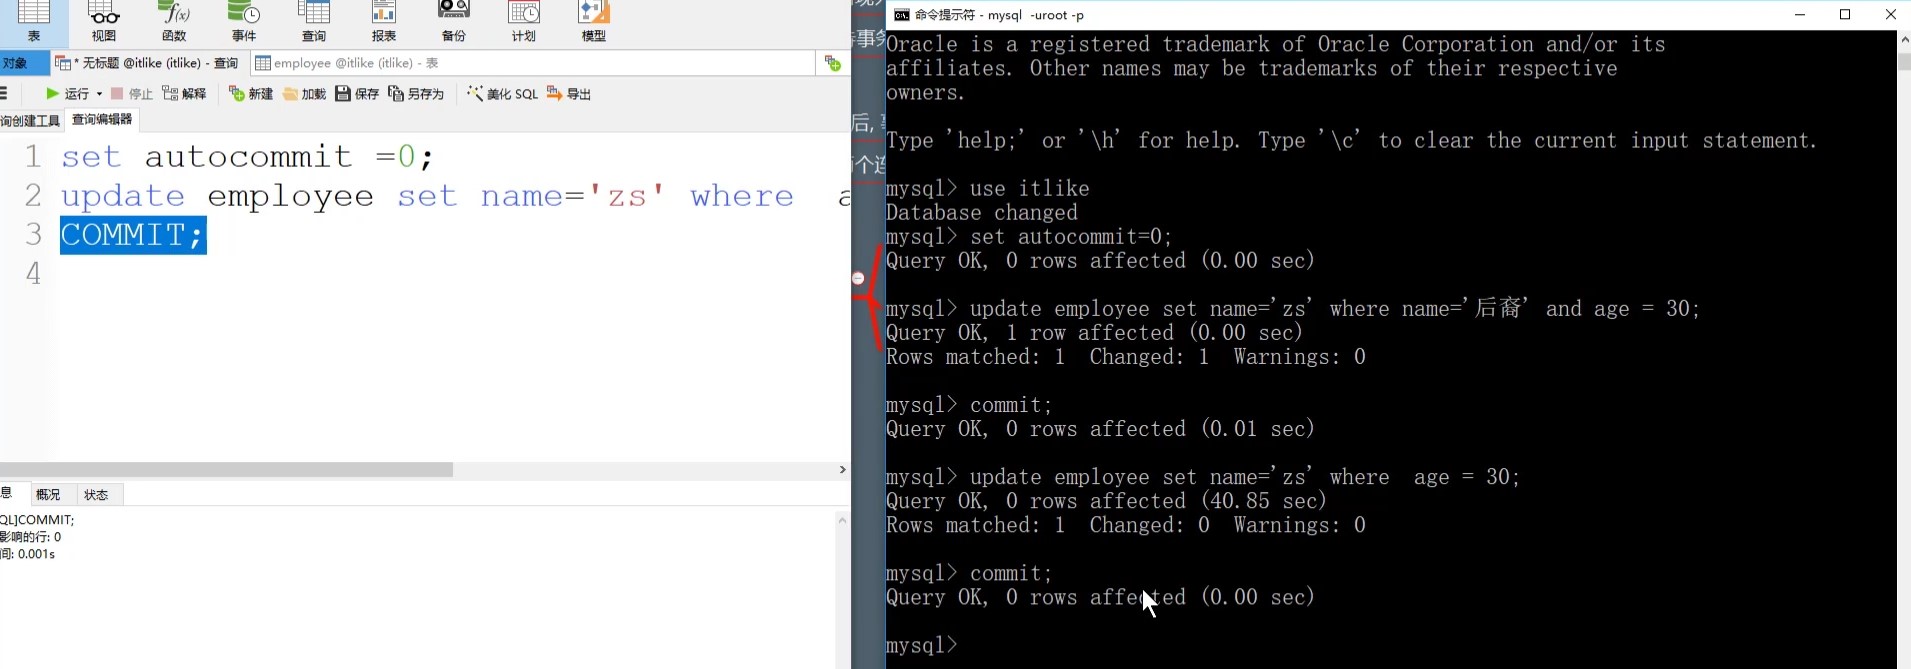 表 视图 函数 事件 查询 报表 备份 计划 模型
对象 * 无标题 @itlike (itlike) - 查询 employee @itlike (itlike) - 表
运行 停止 解释 新建 加载 保存 另存为 美化 SQL 导出
询创建工具 查询编辑器
1 set autocommit =0;
2 update employee set name='zs' where a
3 COMMIT;
4
息 概况 状态
QL]COMMIT;
影响的行: 0
间: 0.001s
事务
后,
个连
命令提示符 - mysql -uroot -p
Oracle is a registered trademark of Oracle Corporation and/or its
affiliates. Other names may be trademarks of their respective
owners.
Type 'help;' or '\h' for help. Type '\c' to clear the current input statement.
mysql> use itlike
Database changed
mysql> set autocommit=0;
Query OK, 0 rows affected (0.00 sec)
mysql> update employee set name='zs' where name='后裔' and age = 30;
Query OK, 1 row affected (0.00 sec)
Rows matched: 1 Changed: 1 Warnings: 0
mysql> commit;
Query OK, 0 rows affected (0.01 sec)
mysql> update employee set name='zs' where age = 30;
Query OK, 0 rows affected (40.85 sec)
Rows matched: 1 Changed: 0 Warnings: 0
mysql> commit;
Query OK, 0 rows affected (0.00 sec)
mysql>